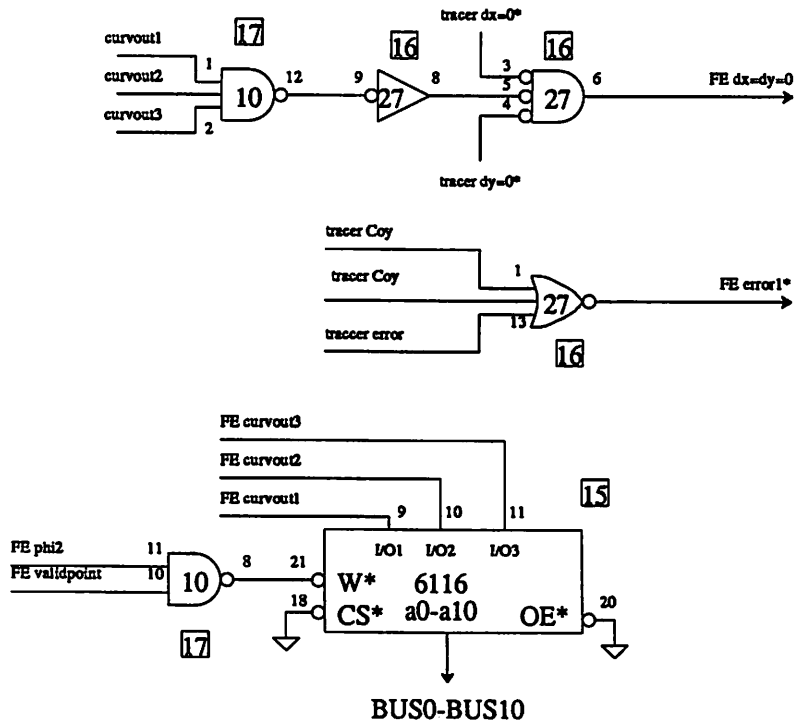 tracer dx=0*
curvout1
17
16
16
1
3
curvout2
10
12
9
27
8
5
27
6
FE dx=dy=0
curvout3
2
4
tracer dy=0*
tracer Coy
1
tracer Coy
27
FE error1*
traccer error
13
16
FE curvout3
FE curvout2
15
FE curvout1
9
10
11
FE phi2
11
I/O1
I/O2
I/O3
FE validpoint
10
10
8
21
W*
6116
18
CS*
a0-a10
OE*
20
17
BUS0-BUS10